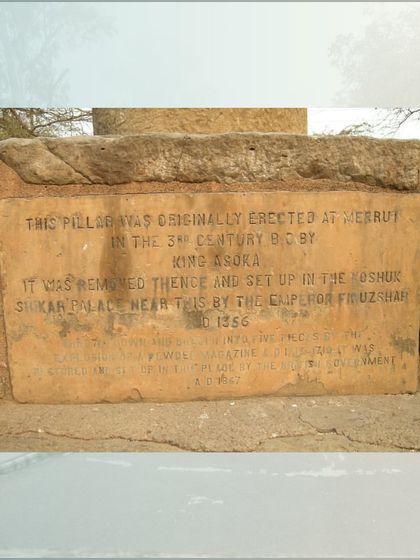 THIS PILLAR WAS ORIGINALLY ERECTED AT MEERUT
IN THE 3RD CENTURY B.C BY
KING ASOKA
IT WAS REMOVED THENCE AND SET UP IN THE KOSHUK
SHIKAR PALACE NEAR THIS BY THE EMPEROR FIRUZSHAH
A D 1356
THROWN DOWN AND BROKEN INTO FIVE PIECES BY THE
EXPLOSION OF A POWDER MAGAZINE A D IT WAS
RESTORED AND SET UP IN THIS PLACE BY THE BRITISH GOVERNMENT
A D 1867